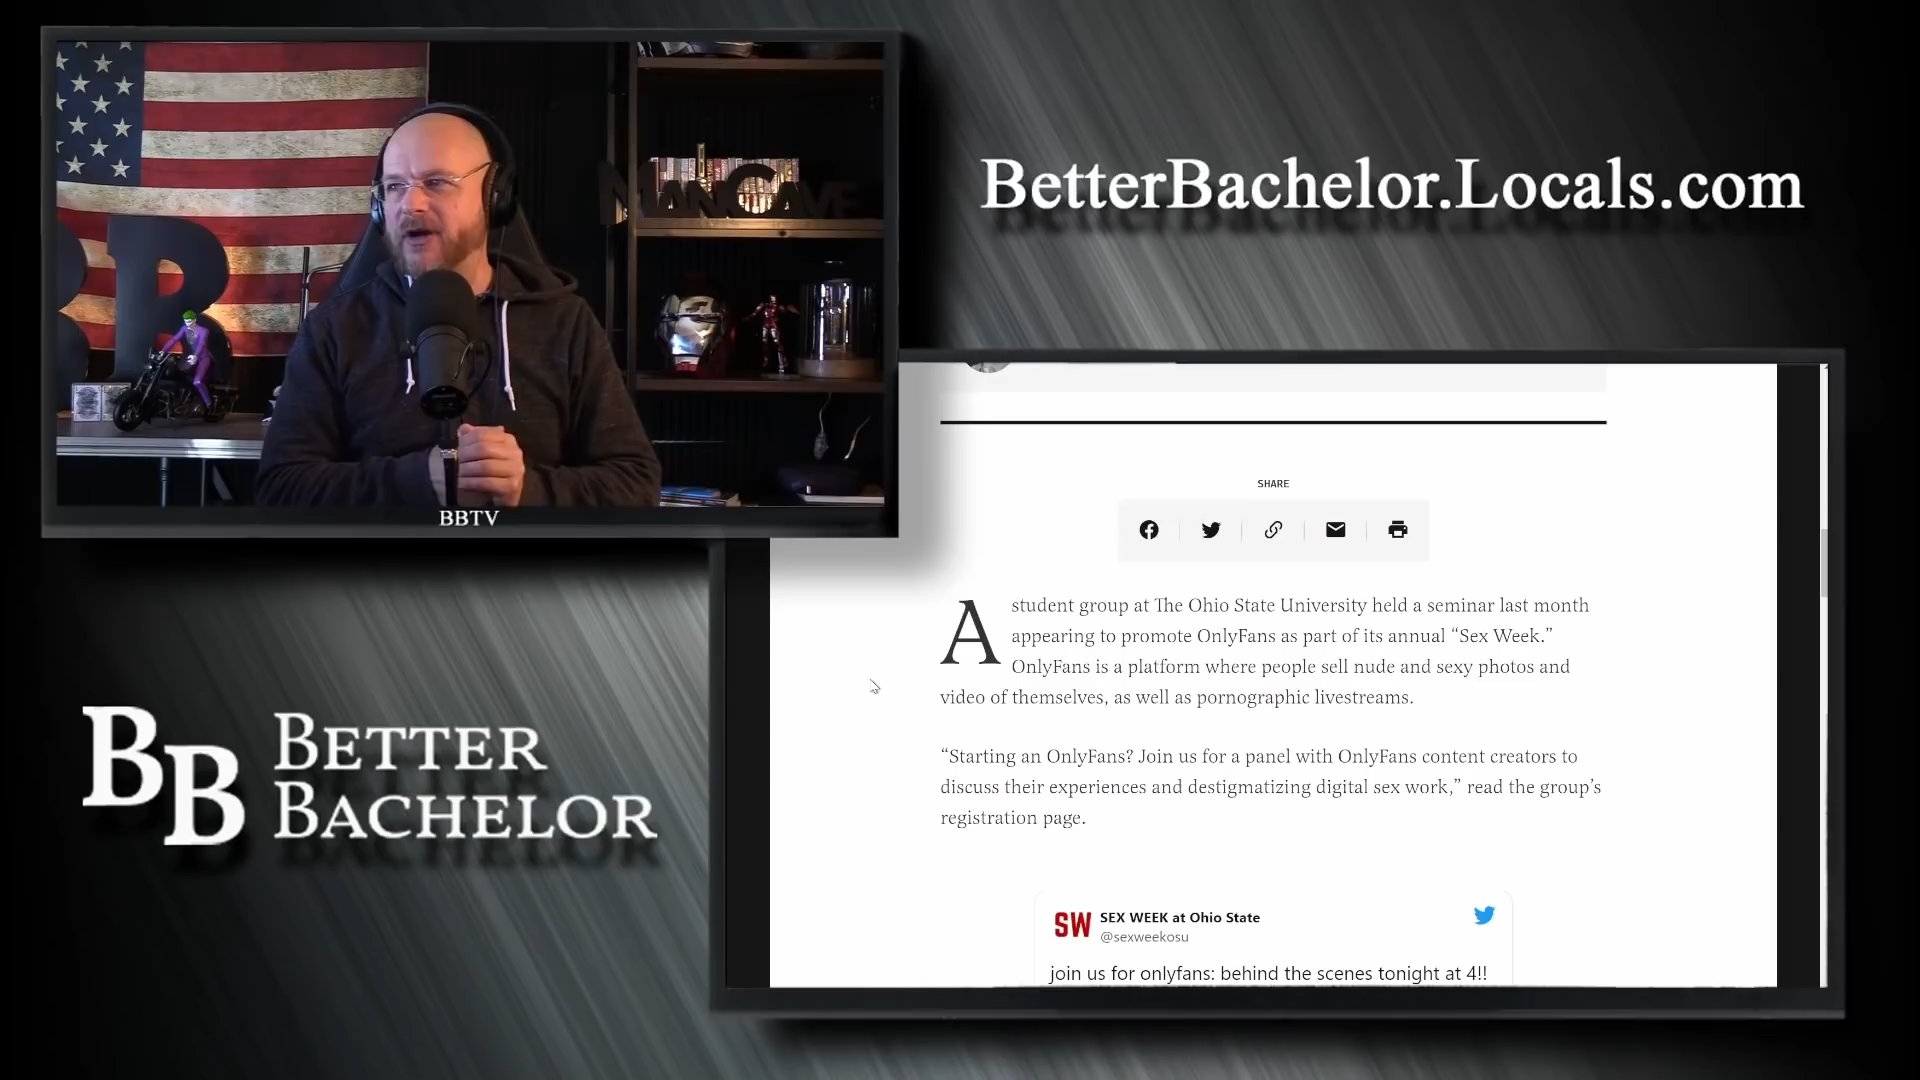 BetterBachelor.Locals.com
MANCAVE
BB
BBTV
BB
BETTER
BACHELOR
SHARE
A student group at The Ohio State University held a seminar last month
appearing to promote OnlyFans as part of its annual “Sex Week.”
OnlyFans is a platform where people sell nude and sexy photos and
video of themselves, as well as pornographic livestreams.
“Starting an OnlyFans? Join us for a panel with OnlyFans content creators to
discuss their experiences and destigmatizing digital sex work,” read the group’s
registration page.
SW SEX WEEK at Ohio State
@sexweekosu
join us for onlyfans: behind the scenes tonight at 4!!